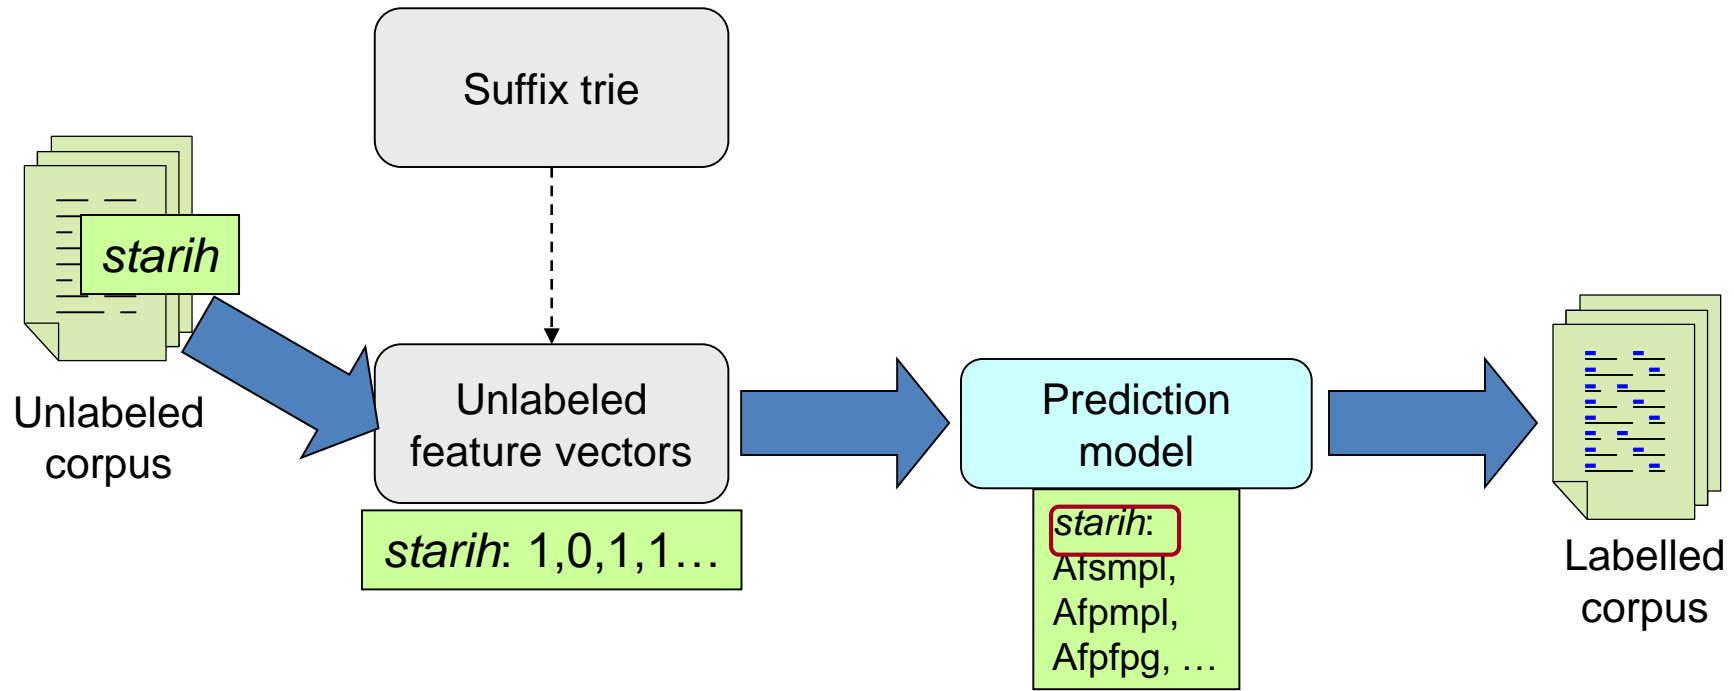 Suffix trie
starih
Unlabeled
corpus
Unlabeled
feature vectors
starih: 1,0,1,1…
Prediction
model
starih:
Afsmpl,
Afpmpl,
Afpfpg, …
Labelled
corpus